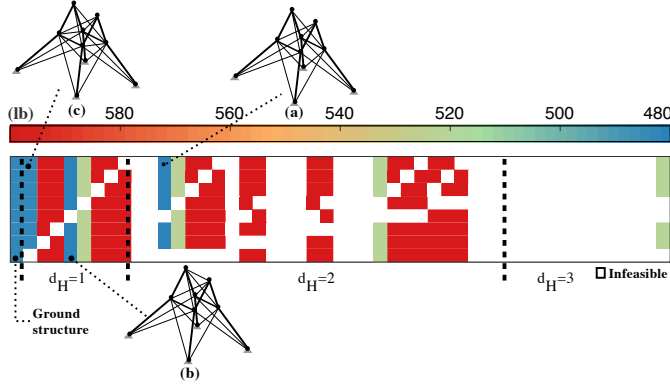 (c)
(a)
(lb) 580 560 540 520 500 480
d_H=1 d_H=2 d_H=3
Infeasible
Ground
structure
(b)